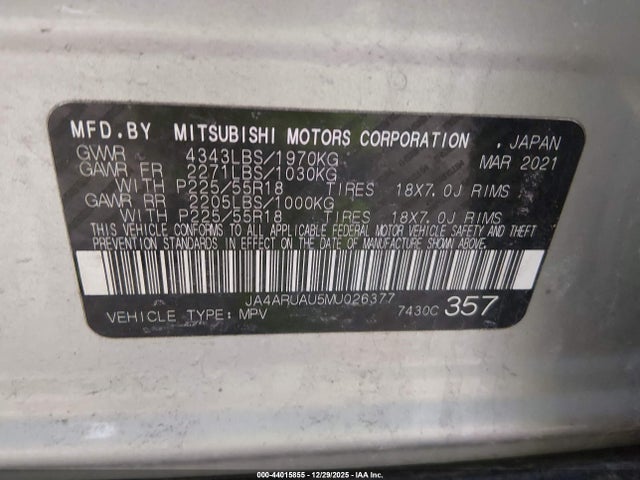 MFD.BY MITSUBISHI MOTORS CORPORATION . JAPAN
GVWR 4343LBS/1970KG MAR 2021
GAWR FR 2271LBS/1030KG
WITH P225/55R18 TIRES 18X7.0J RIMS
GAWR RR 2205LBS/1000KG
WITH P225/55R18 TIRES 18X7.0J RIMS
THIS VEHICLE CONFORMS TO ALL APPLICABLE FEDERAL MOTOR VEHICLE SAFETY AND THEFT
PREVENTION STANDARDS IN EFFECT ON THE DATE OF MANUFACTURE SHOWN ABOVE.
JA4ARUAU5MU026377
VEHICLE TYPE: MPV 7430C 357
000-44015855 - 12/29/2025 - IAA Inc.